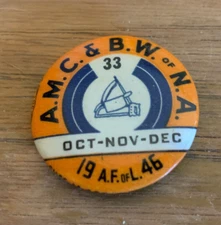 A.M.C. & B.W. OF N.A.
33
OCT-NOV-DEC
19 A.F. OF L. 46